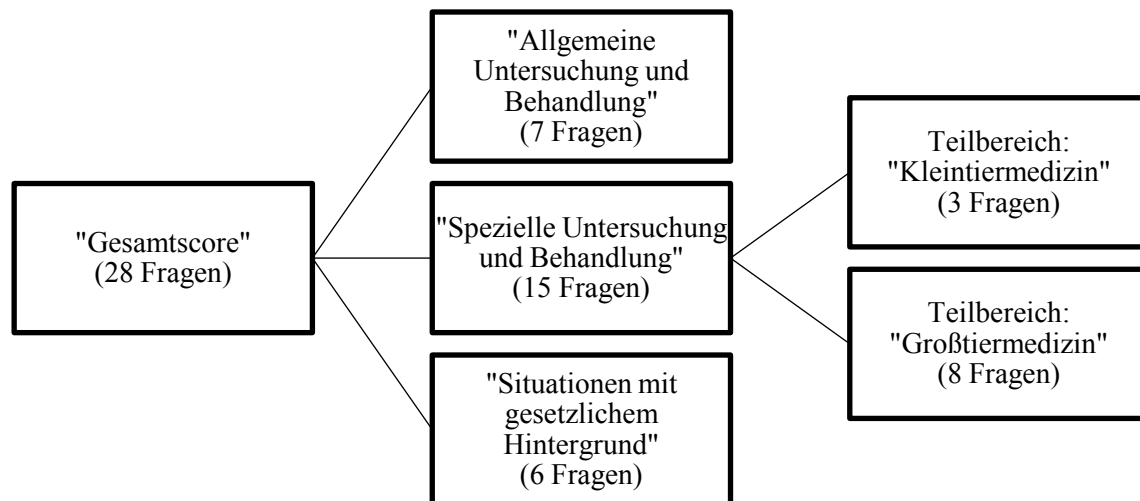 "Gesamtscore"
(28 Fragen)
"Allgemeine
Untersuchung und
Behandlung"
(7 Fragen)
"Spezielle Untersuchung
und Behandlung"
(15 Fragen)
"Situationen mit
gesetzlichem
Hintergrund"
(6 Fragen)
Teilbereich:
"Kleintiermedizin"
(3 Fragen)
Teilbereich:
"Großtiermedizin"
(8 Fragen)